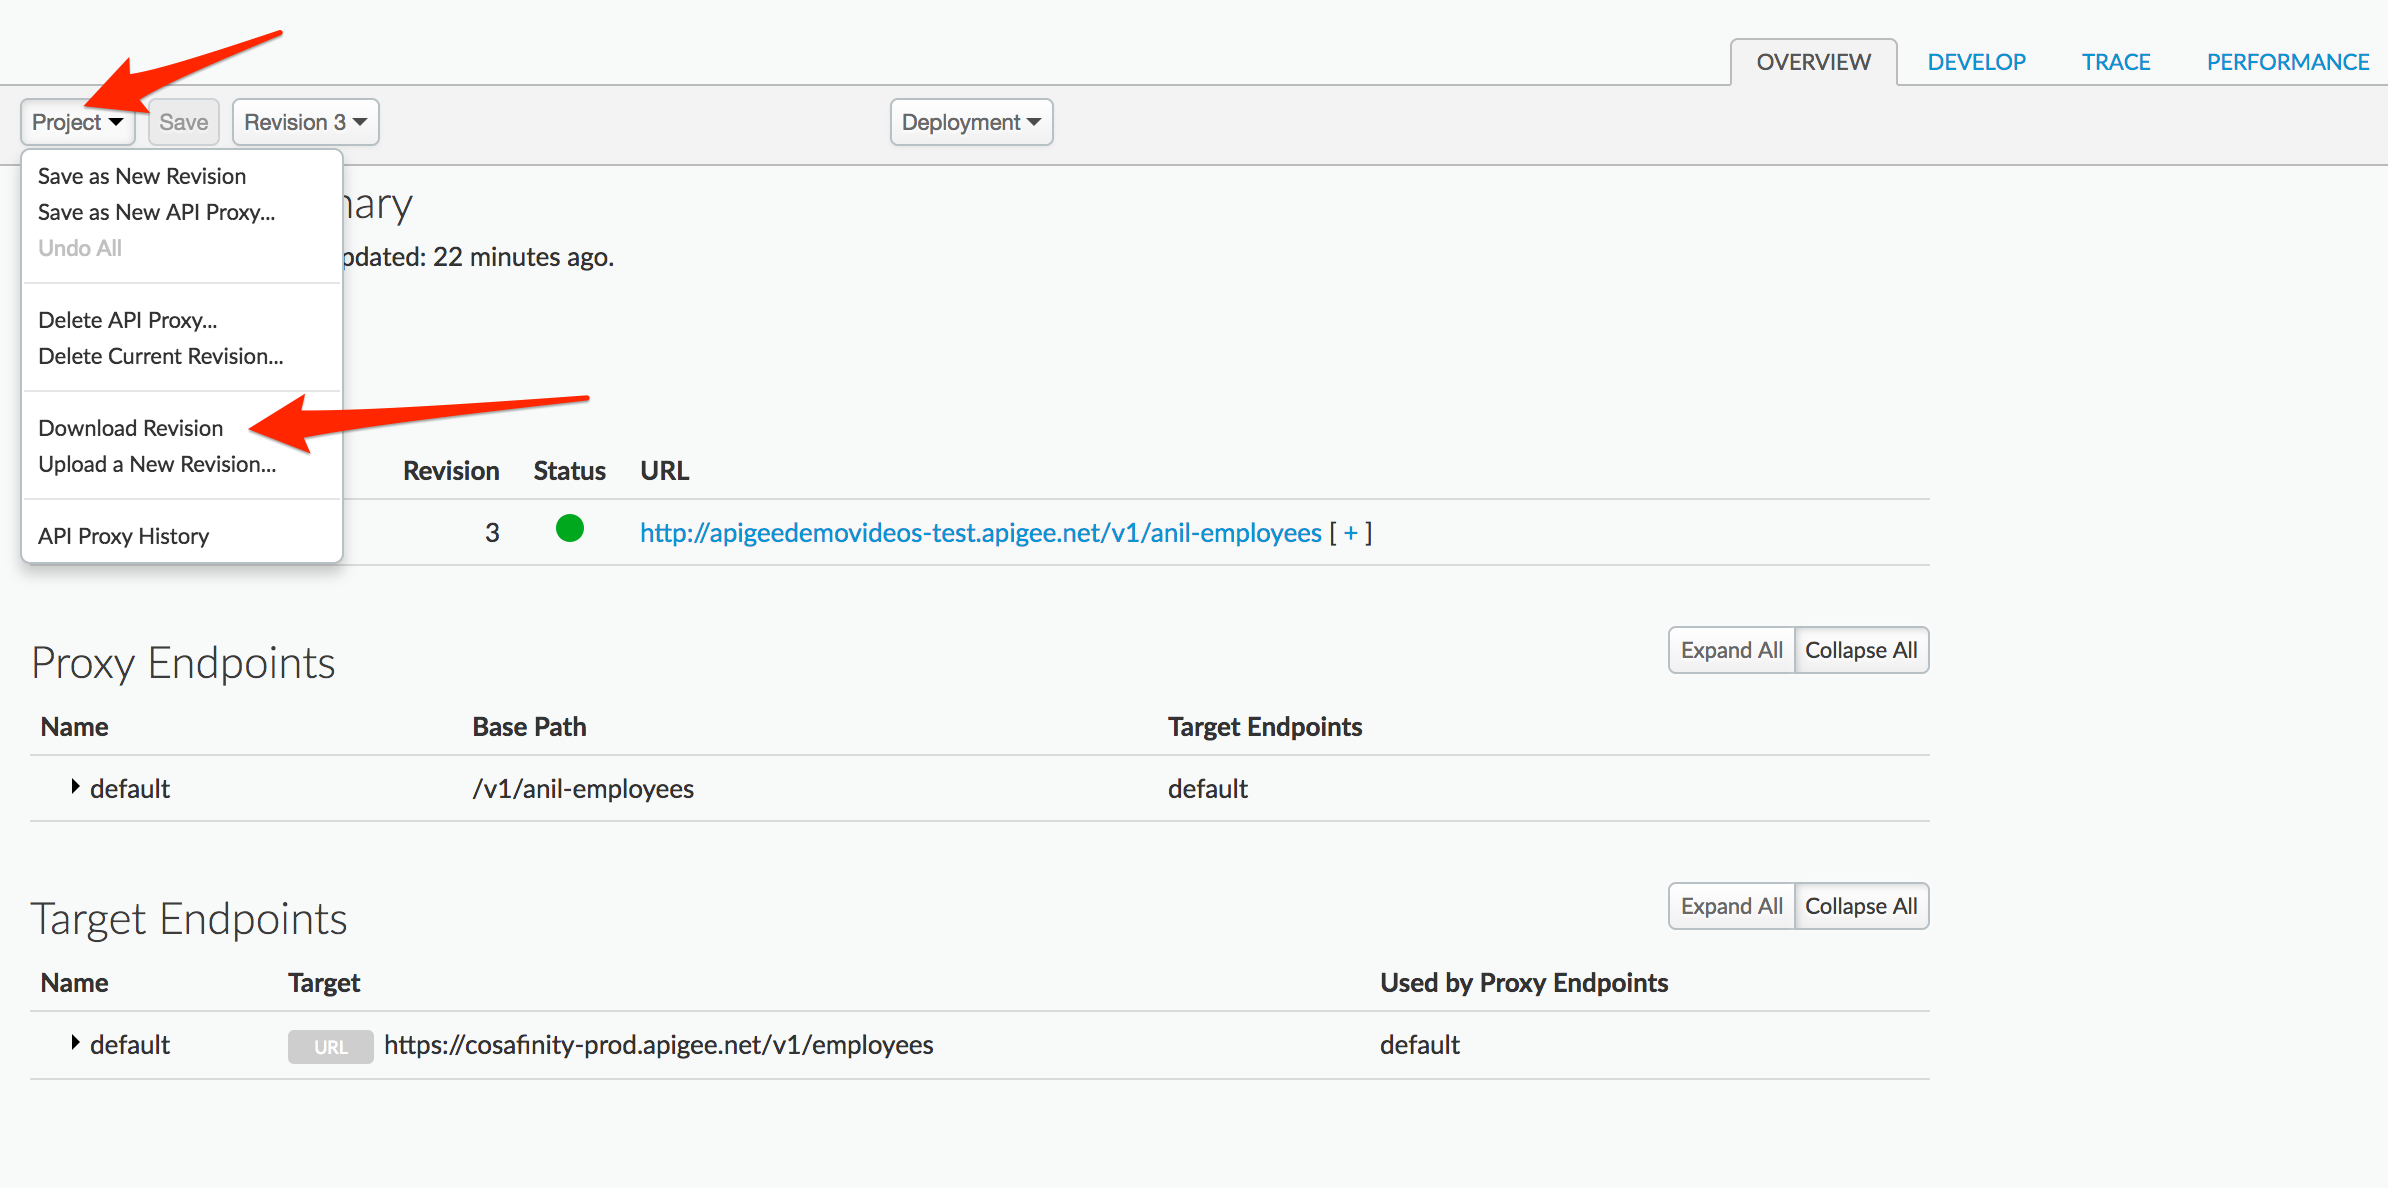 OVERVIEW DEVELOP TRACE PERFORMANCE
Project Save Revision 3 Deployment
Save as New Revision
Save as New API Proxy...
Undo All
pdated: 22 minutes ago.
Delete API Proxy...
Delete Current Revision...
Download Revision
Upload a New Revision...
API Proxy History
Revision Status URL
3 http://apigeedemovideos-test.apigee.net/v1/anil-employees [ + ]
Proxy Endpoints Expand All Collapse All
Name Base Path Target Endpoints
default /v1/anil-employees default
Target Endpoints Expand All Collapse All
Name Target Used by Proxy Endpoints
default URL https://cosafinity-prod.apigee.net/v1/employees default